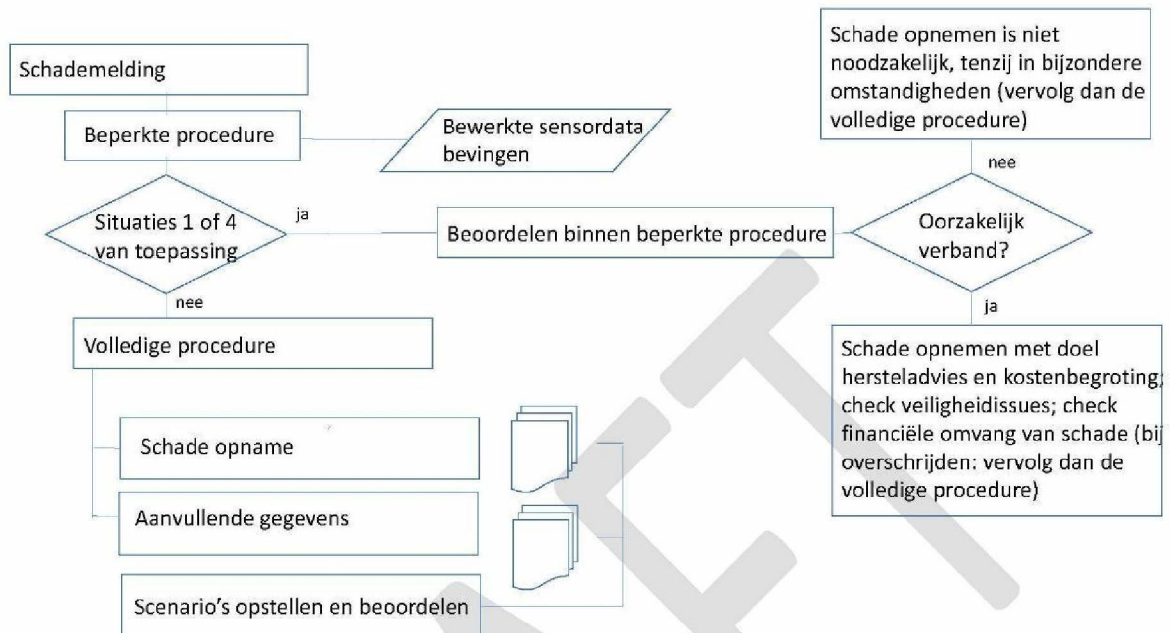 Schademelding
Beperkte procedure
Bewerkte sensordata
bevingen
Situaties 1 of 4
van toepassing
ja
nee
Beoordelen binnen beperkte procedure
Oorzakelijk
verband?
nee
Schade opnemen is niet
noodzakelijk, tenzij in bijzondere
omstandigheden (vervolg dan de
volledige procedure)
ja
Schade opnemen met doel
hersteladvies en kostenbegroting;
check veiligheidissues; check
financiële omvang van schade (bij
overschrijden: vervolg dan de
volledige procedure)
Volledige procedure
Schade opname
Aanvullende gegevens
Scenario's opstellen en beoordelen